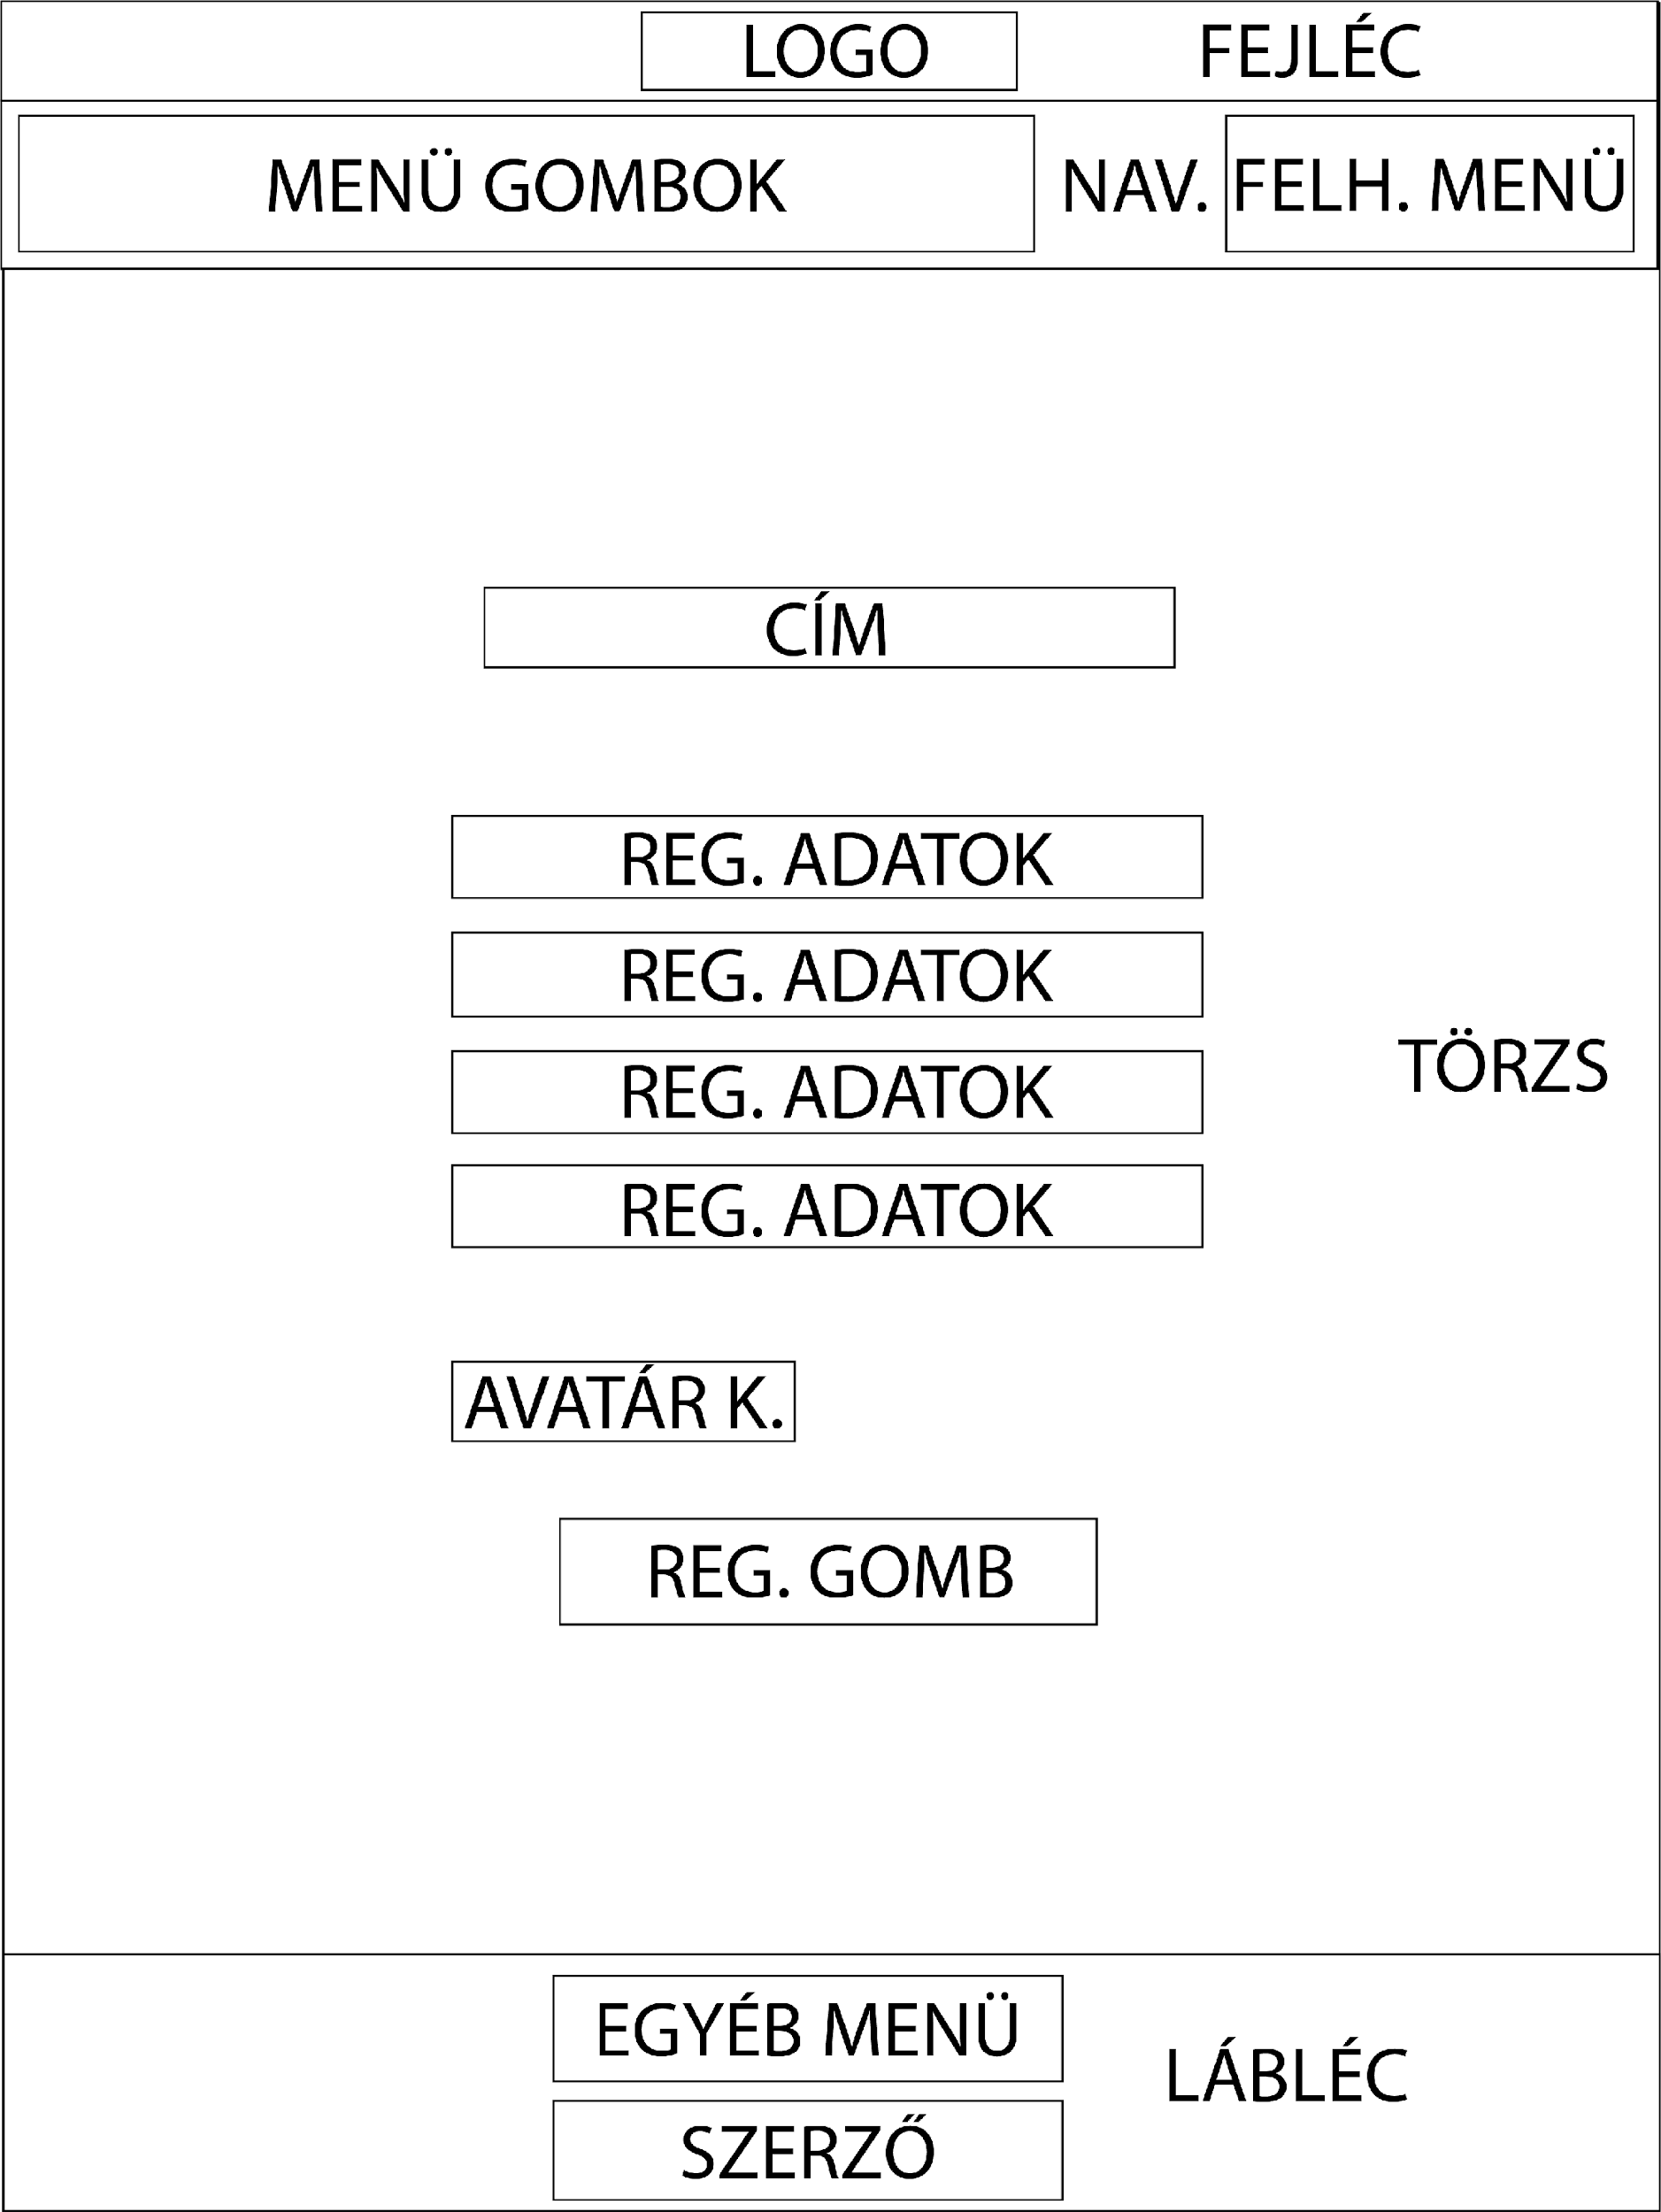 LOGO FEJLÉC
MENÜ GOMBOK NAV. FELH. MENÜ
CÍM
REG. ADATOK
REG. ADATOK
REG. ADATOK
TÖRZS
REG. ADATOK
AVATÁR K.
REG. GOMB
EGYÉB MENÜ
LÁBLÉC
SZERZŐ